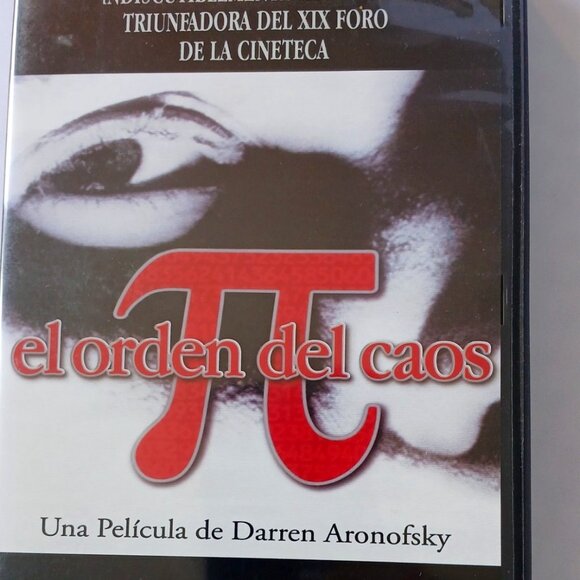 TRIUNFADORA DEL XIX FORO
DE LA CINETECA
π
el orden del caos
Una Película de Darren Aronofsky